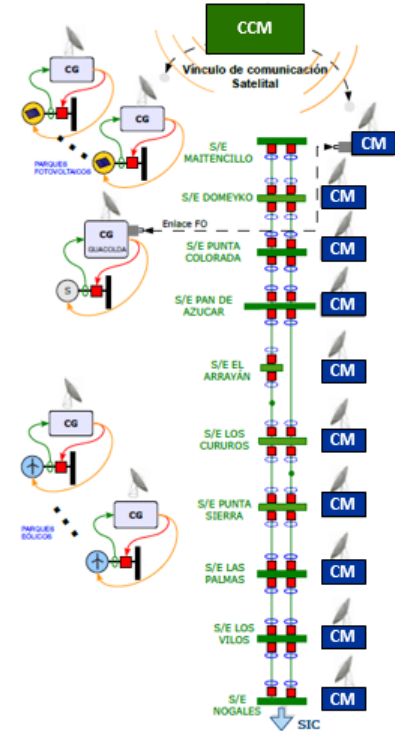 CCM
Vínculo de comunicación
Satelital
CG
CG
PARQUES
FOTOVOLTAICOS
CM
S/E
MAITENCILLO
S/E DOMEYKO
CM
Enlace FO
CG
GUACOLDA
S
S/E PUNTA
COLORADA
CM
S/E PAN DE
AZUCAR
CM
S/E EL
ARRAYÁN
CM
CG
S/E LOS
CURUROS
CM
CG
PARQUES
EÓLICOS
S/E PUNTA
SIERRA
CM
S/E LAS
PALMAS
CM
S/E LOS
VILOS
CM
S/E
NOGALES
CM
SIC